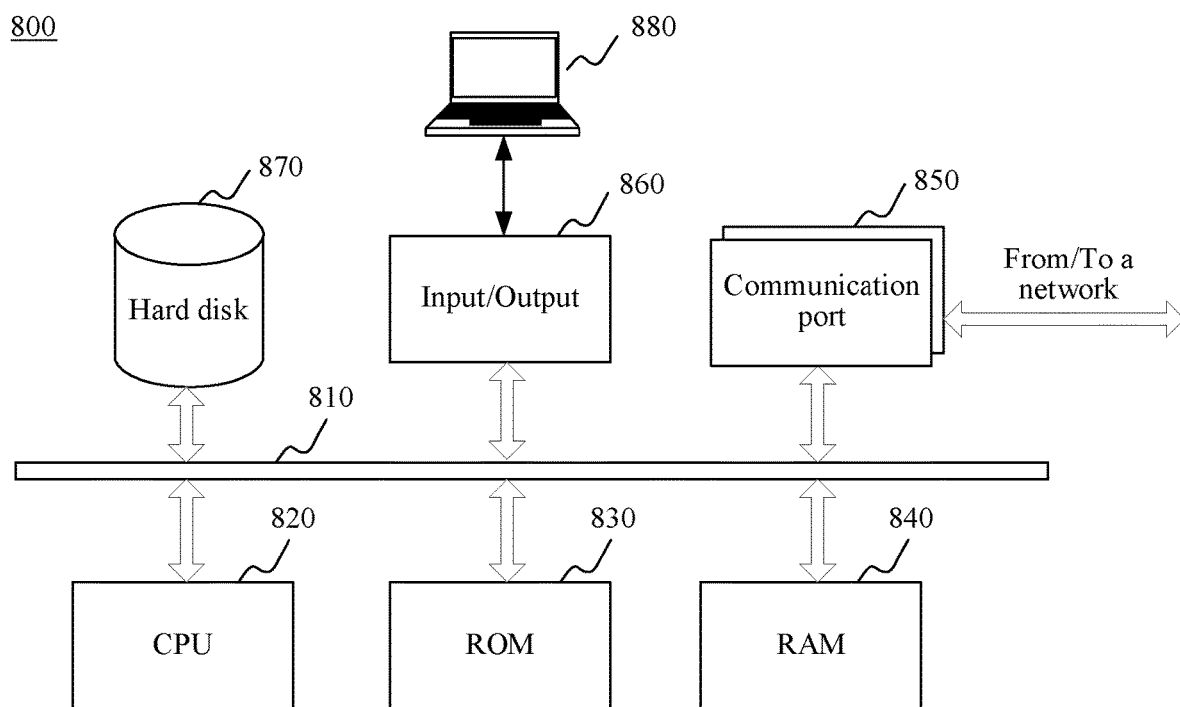 800
880
870
860
850
Hard disk
Input/Output
Communication
port
From/To a
network
810
820
830
840
CPU
ROM
RAM